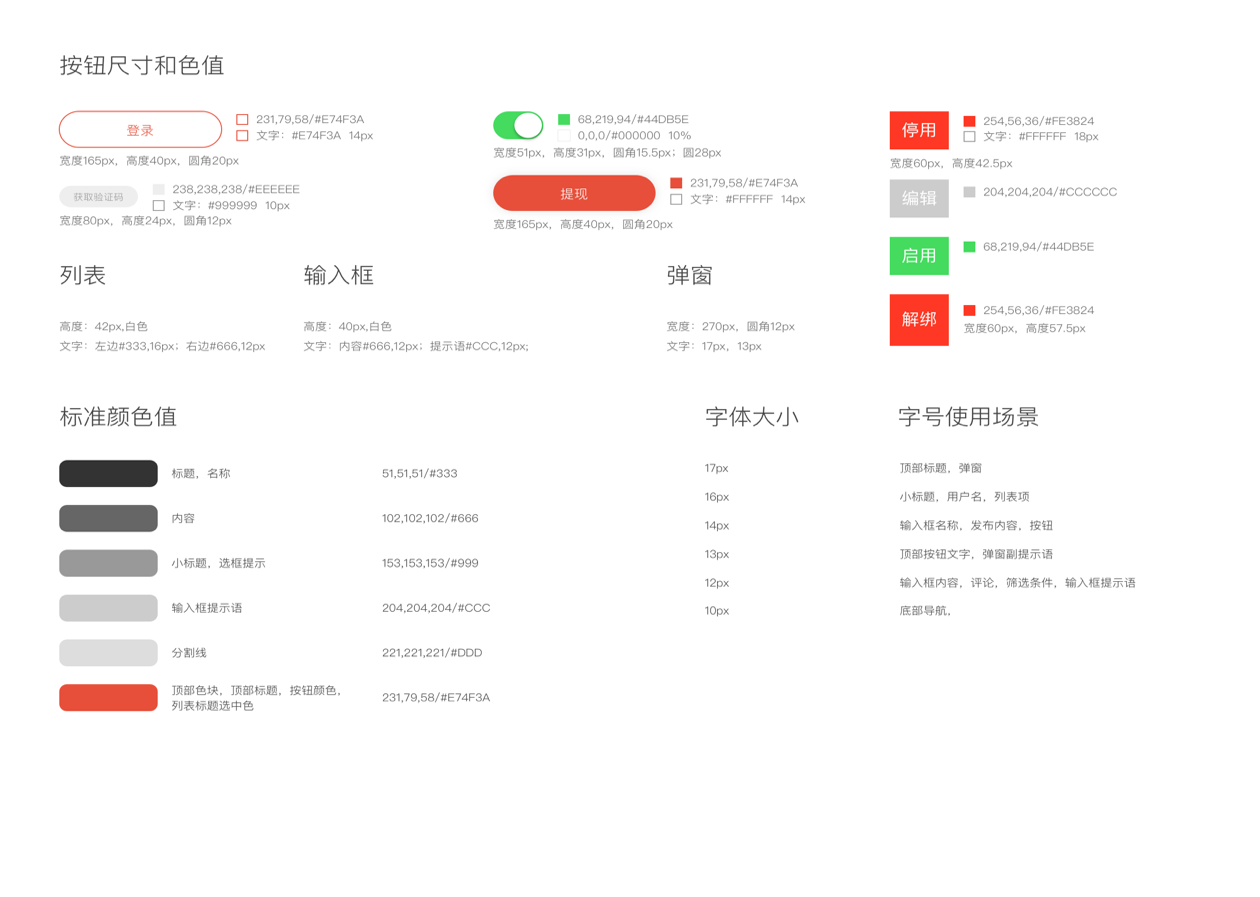 按钮尺寸和色值
登录
231,79,58/#E74F3A
文字：#E74F3A 14px
宽度165px，高度40px，圆角20px
获取验证码
238,238,238/#EEEEEE
文字：#999999 10px
宽度80px，高度24px，圆角12px
68,219,94/#44DB5E
0,0,0/#000000 10%
宽度51px，高度31px，圆角15.5px；圆28px
提现
231,79,58/#E74F3A
文字：#FFFFFF 14px
宽度165px，高度40px，圆角20px
停用
254,56,36/#FE3824
文字：#FFFFFF 18px
宽度60px，高度42.5px
编辑
204,204,204/#CCCCCC
启用
68,219,94/#44DB5E
解绑
254,56,36/#FE3824
宽度60px，高度57.5px
列表
高度：42px,白色
文字：左边#333,16px；右边#666,12px
输入框
高度：40px,白色
文字：内容#666,12px；提示语#CCC,12px;
弹窗
宽度：270px，圆角12px
文字：17px，13px
标准颜色值
标题，名称 51,51,51/#333
内容 102,102,102/#666
小标题，选框提示 153,153,153/#999
输入框提示语 204,204,204/#CCC
分割线 221,221,221/#DDD
顶部色块，顶部标题，按钮颜色，
列表标题选中色
231,79,58/#E74F3A
字体大小 字号使用场景
17px 顶部标题，弹窗
16px 小标题，用户名，列表项
14px 输入框名称，发布内容，按钮
13px 顶部按钮文字，弹窗副提示语
12px 输入框内容，评论，筛选条件，输入框提示语
10px 底部导航，